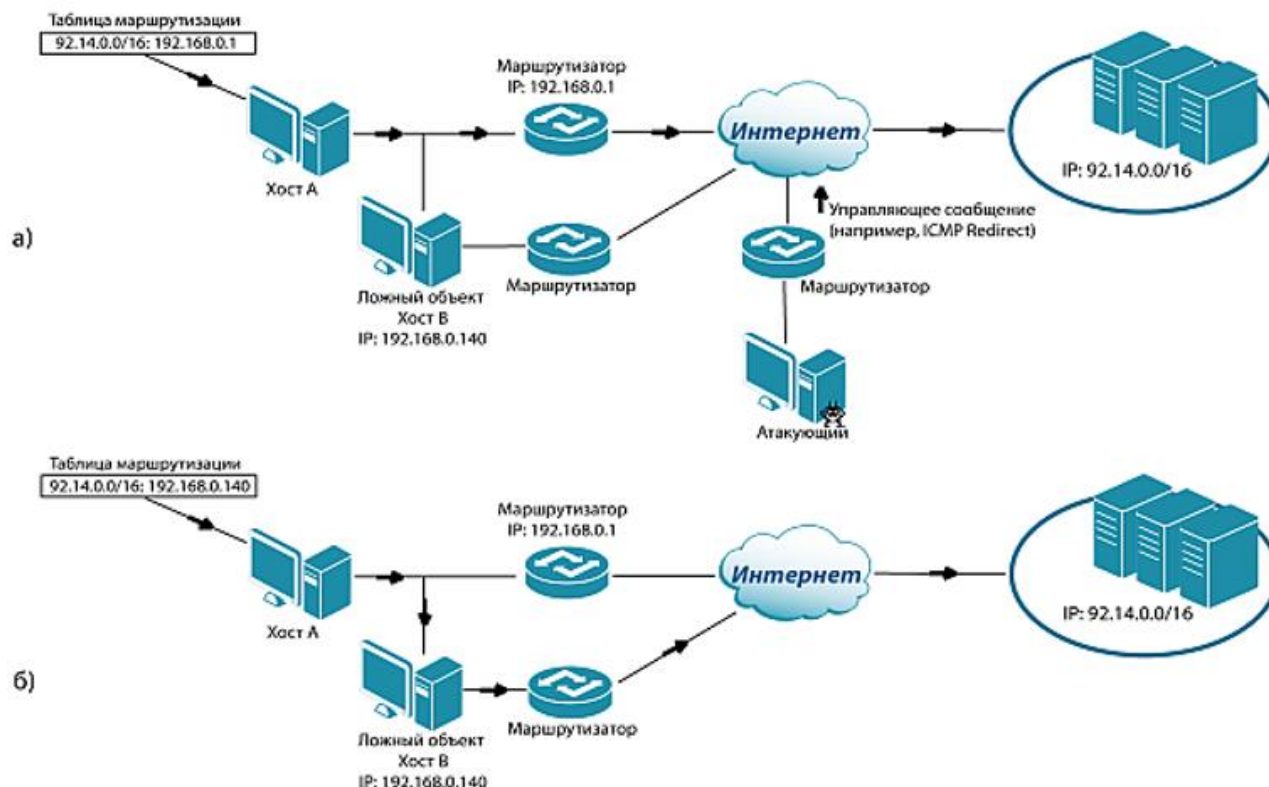 Таблица маршрутизации
92.14.0.0/16: 192.168.0.1
Маршрутизатор
IP: 192.168.0.1
Интернет
Хост А
IP: 92.14.0.0/16
Управляющее сообщение
(например, ICMP Redirect)
а)
Маршрутизатор
Маршрутизатор
Ложный объект
Хост В
IP: 192.168.0.140
Атакующий
Таблица маршрутизации
92.14.0.0/16: 192.168.0.140
Маршрутизатор
IP: 192.168.0.1
Интернет
Хост А
IP: 92.14.0.0/16
б)
Маршрутизатор
Ложный объект
Хост В
IP: 192.168.0.140